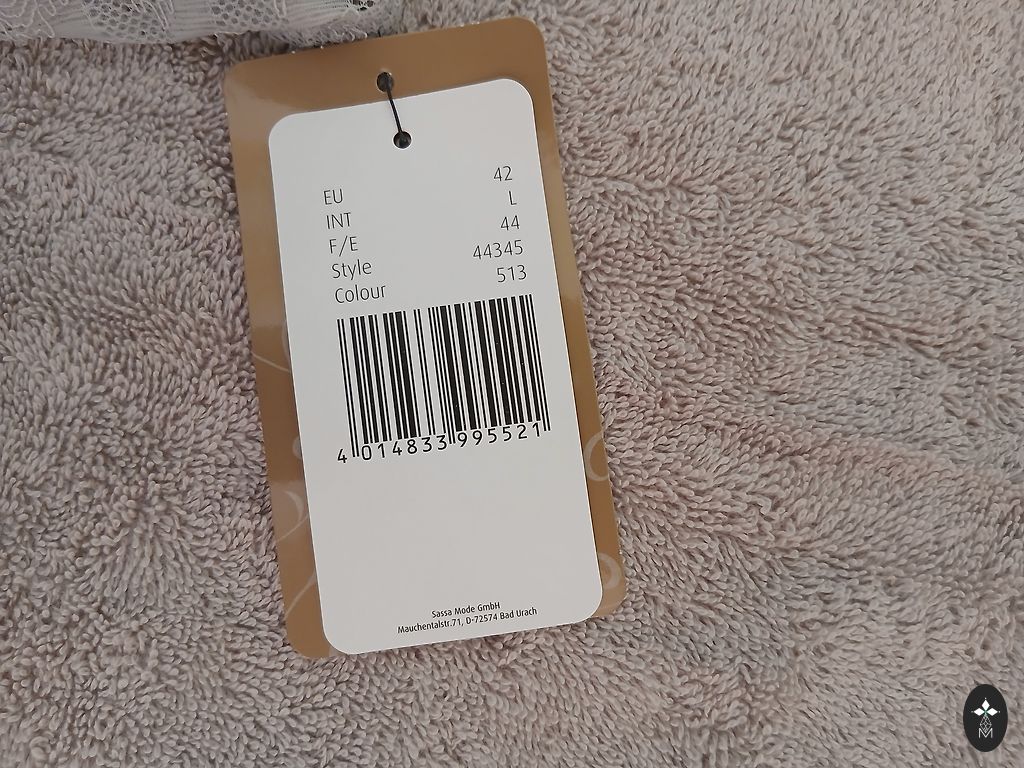 EU 42
INT L
F/E 44
Style 44345
Colour 513
4 014833 995521
Sassa Mode GmbH
Mauchentalstr.71, D-72574 Bad Urach
M